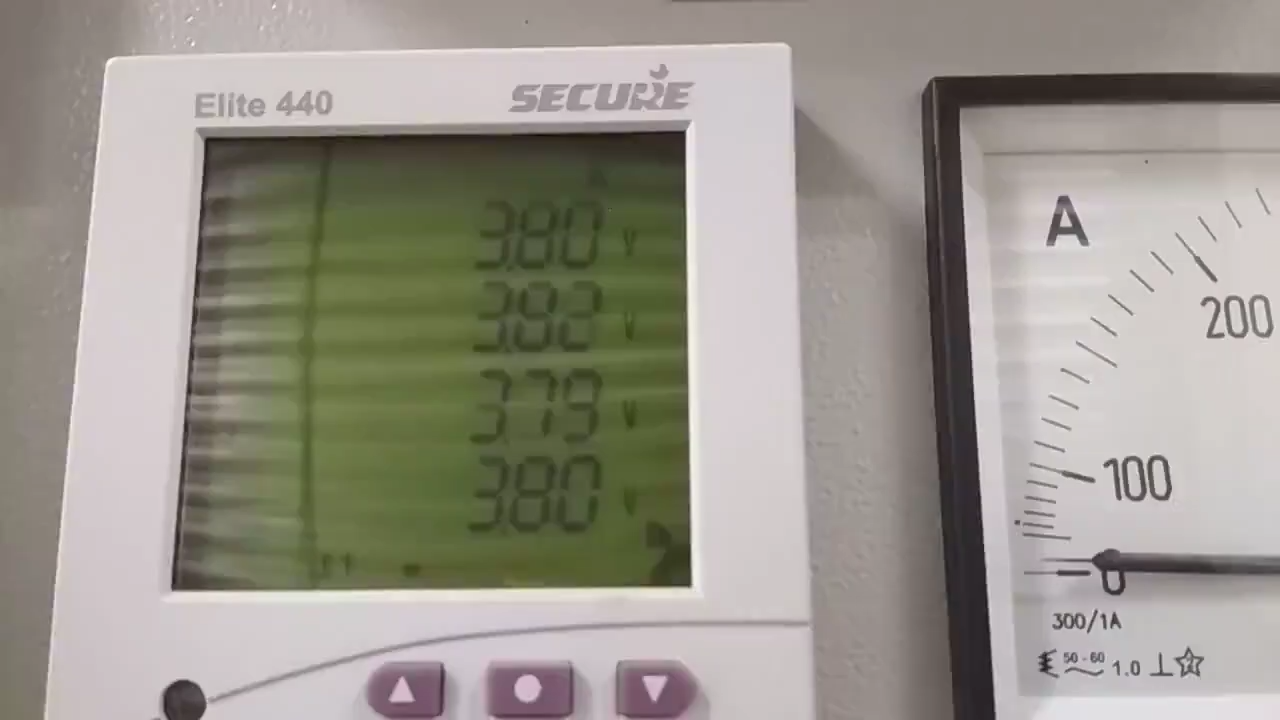 Elite 440
SECURE
3.80 V
3.82 V
3.79 V
3.80 V
A
200
100
0
300/1A
50-60
1.0
2